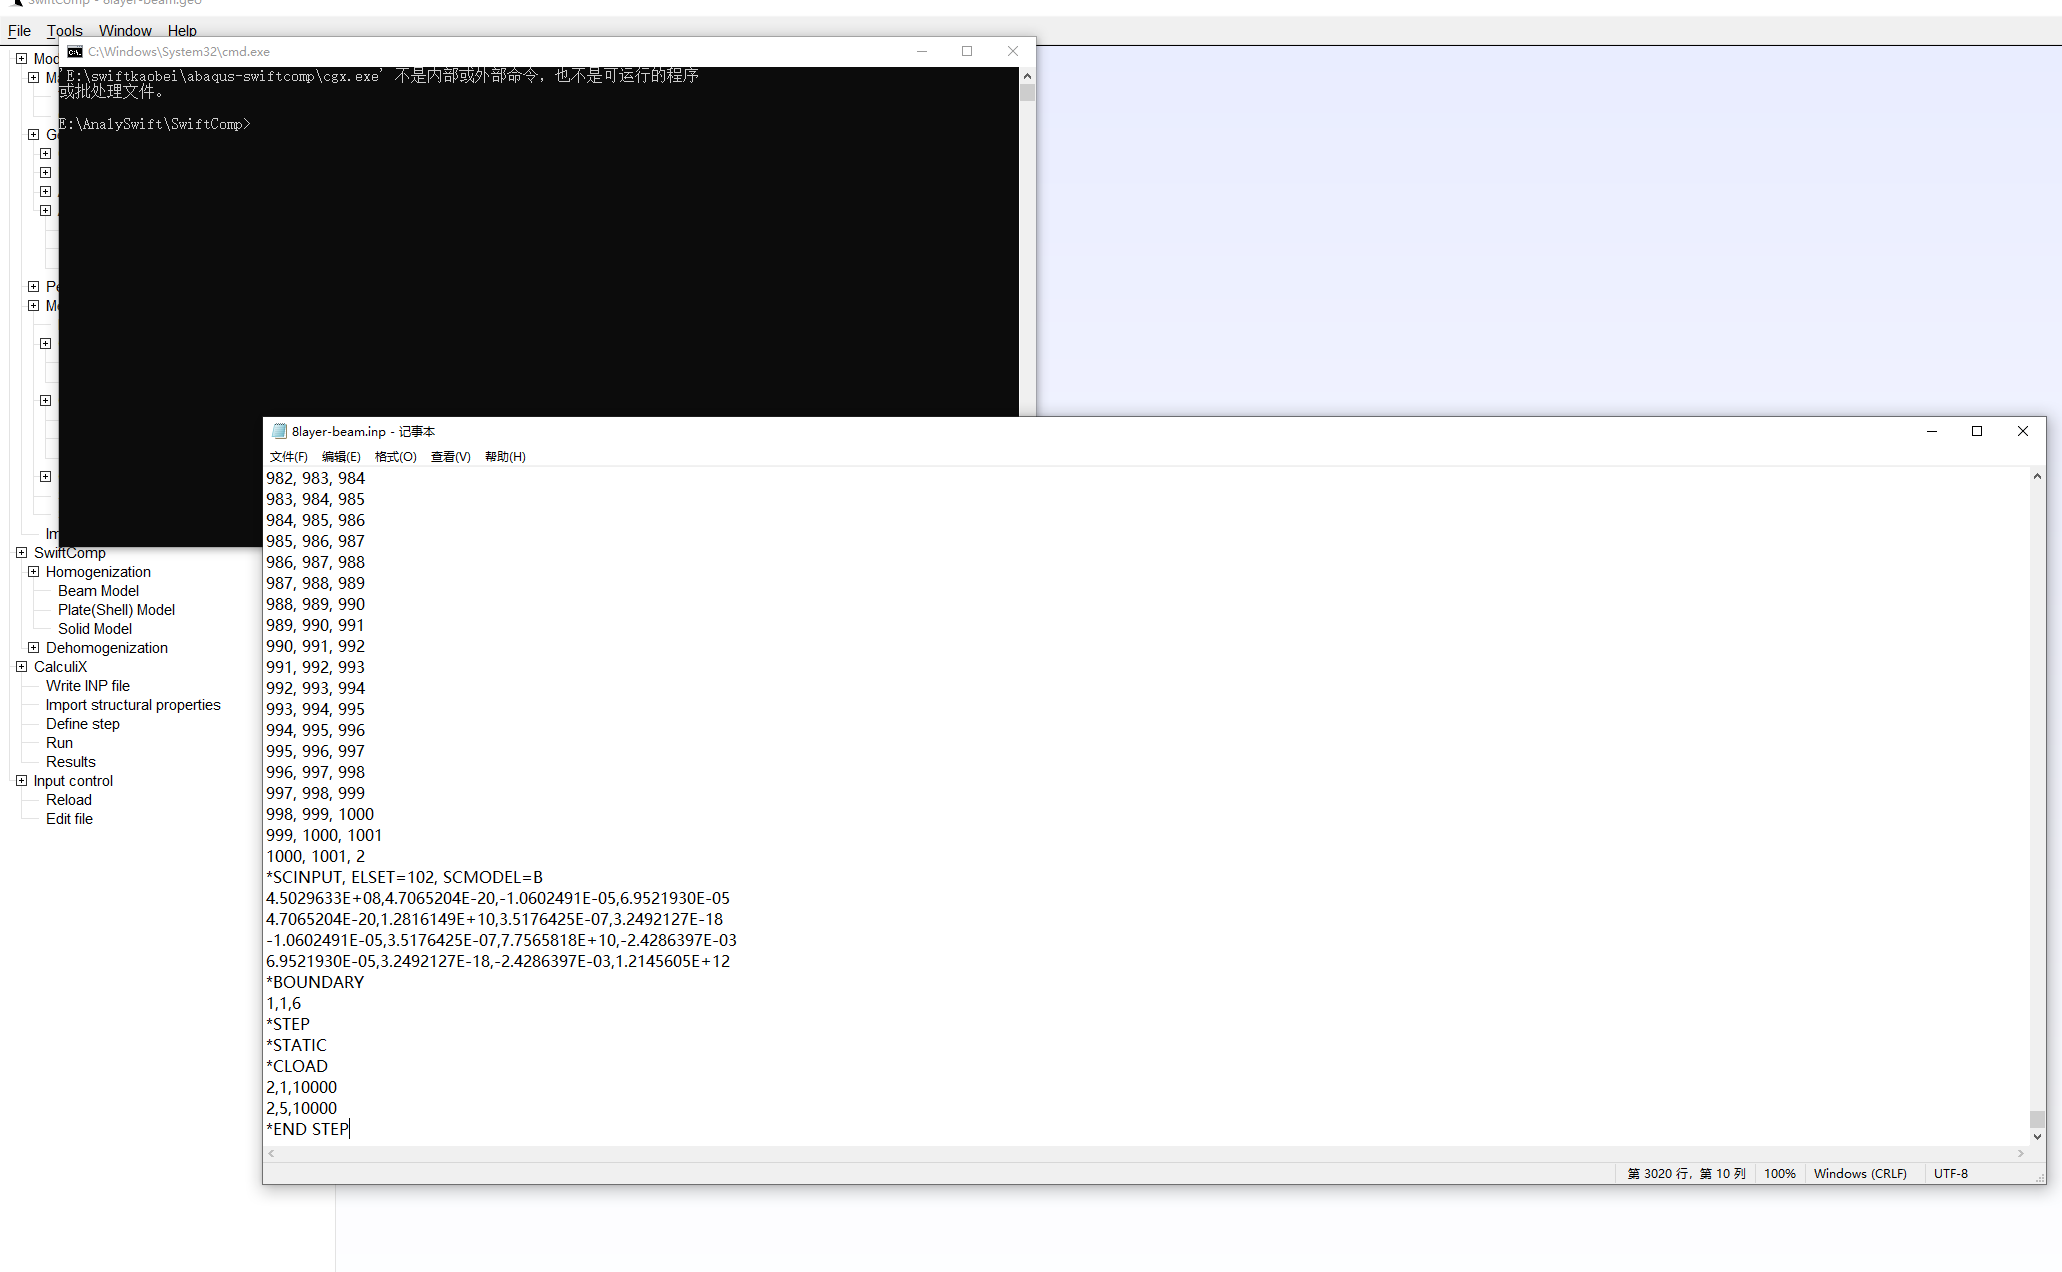 SwiftComp - 8layer-beam.geo
File Tools Window Help
C:\Windows\System32\cmd.exe
'E:\swiftkaobei\abaqus-swiftcomp\cgx.exe' 不是内部或外部命令，也不是可运行的程序
或批处理文件。
E:\AnalySwift\SwiftComp>
SwiftComp
Homogenization
Beam Model
Plate(Shell) Model
Solid Model
Dehomogenization
CalculiX
Write INP file
Import structural properties
Define step
Run
Results
Input control
Reload
Edit file
8layer-beam.inp - 记事本
文件(F) 编辑(E) 格式(O) 查看(V) 帮助(H)
982, 983, 984
983, 984, 985
984, 985, 986
985, 986, 987
986, 987, 988
987, 988, 989
988, 989, 990
989, 990, 991
990, 991, 992
991, 992, 993
992, 993, 994
993, 994, 995
994, 995, 996
995, 996, 997
996, 997, 998
997, 998, 999
998, 999, 1000
999, 1000, 1001
1000, 1001, 2
*SCINPUT, ELSET=102, SCMODEL=B
4.5029633E+08,4.7065204E-20,-1.0602491E-05,6.9521930E-05
4.7065204E-20,1.2816149E+10,3.5176425E-07,3.2492127E-18
-1.0602491E-05,3.5176425E-07,7.7565818E+10,-2.4286397E-03
6.9521930E-05,3.2492127E-18,-2.4286397E-03,1.2145605E+12
*BOUNDARY
1,1,6
*STEP
*STATIC
*CLOAD
2,1,10000
2,5,10000
*END STEP
第 3020 行，第 10 列 100% Windows (CRLF) UTF-8